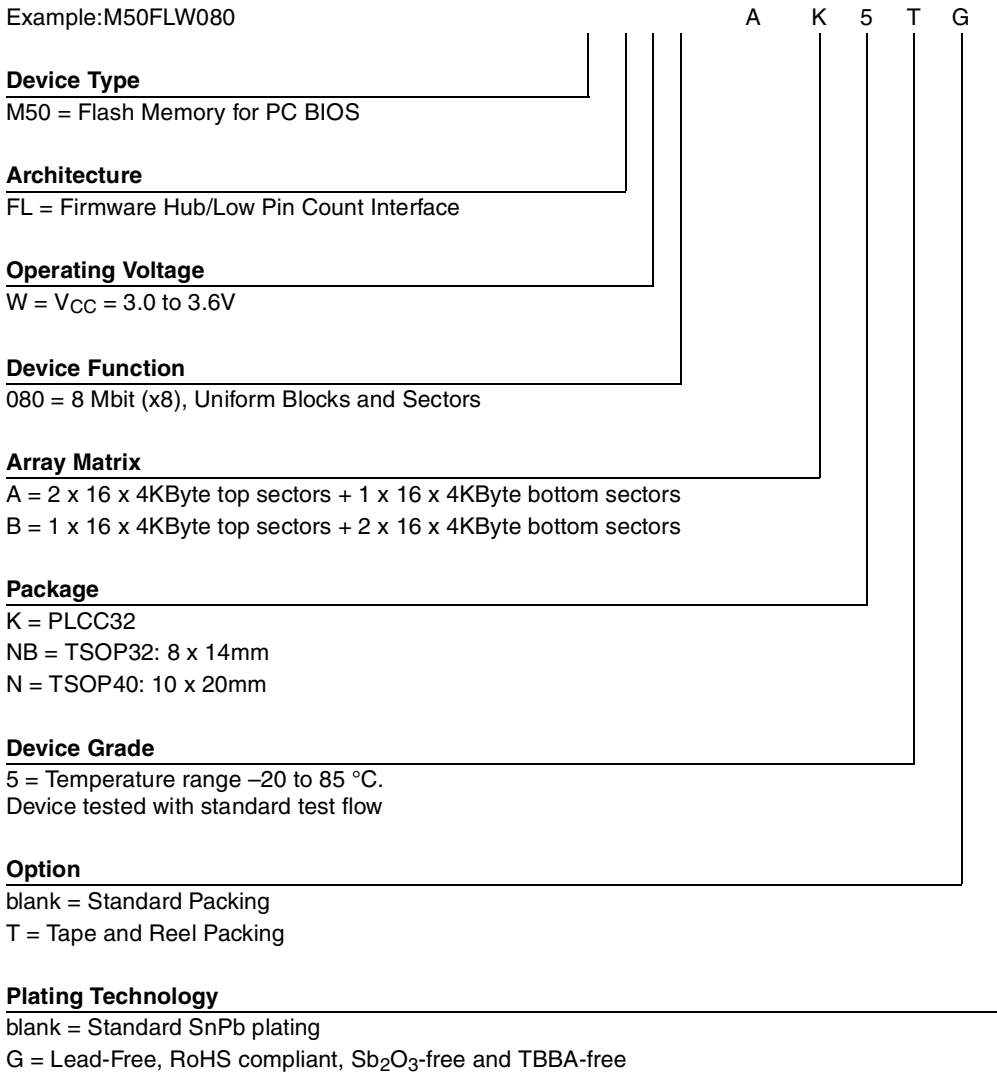 Example:M50FLW080 A K 5 T G
Device Type
M50 = Flash Memory for PC BIOS
Architecture
FL = Firmware Hub/Low Pin Count Interface
Operating Voltage
W = VCC = 3.0 to 3.6V
Device Function
080 = 8 Mbit (x8), Uniform Blocks and Sectors
Array Matrix
A = 2 x 16 x 4KByte top sectors + 1 x 16 x 4KByte bottom sectors
B = 1 x 16 x 4KByte top sectors + 2 x 16 x 4KByte bottom sectors
Package
K = PLCC32
NB = TSOP32: 8 x 14mm
N = TSOP40: 10 x 20mm
Device Grade
5 = Temperature range –20 to 85 °C.
Device tested with standard test flow
Option
blank = Standard Packing
T = Tape and Reel Packing
Plating Technology
blank = Standard SnPb plating
G = Lead-Free, RoHS compliant, Sb2O3-free and TBBA-free